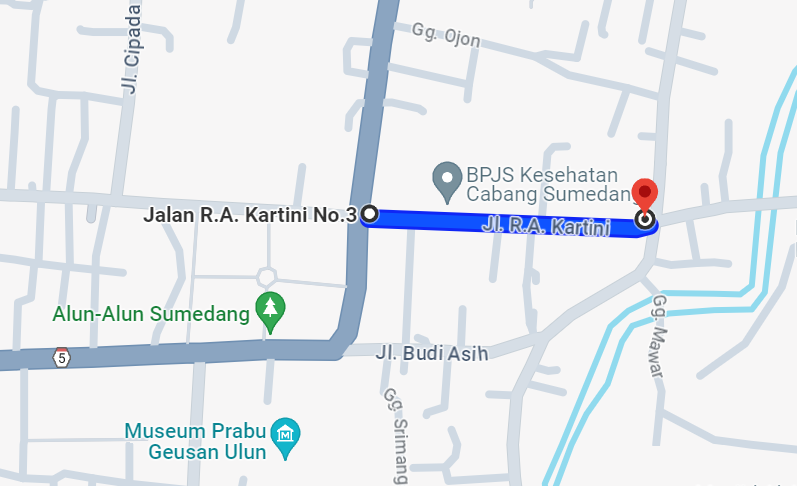 Jl. Cipada
Gg. Ojon
BPJS Kesehatan
Cabang Sumedang
Jalan R.A. Kartini No.3
Jl. R.A. Kartini
Alun-Alun Sumedang
5
Jl. Budi Asih
Gg. Mawar
Gg. Srimang
Museum Prabu
Geusan Ulun
M